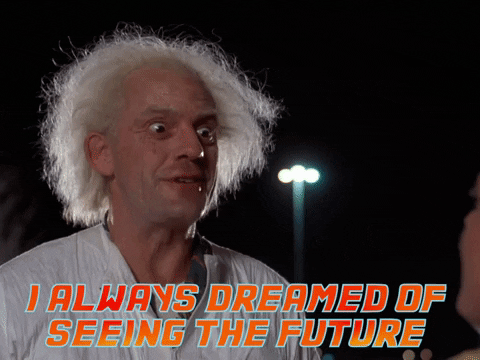 I ALWAYS DREAMED OF
SEEING THE FUTURE